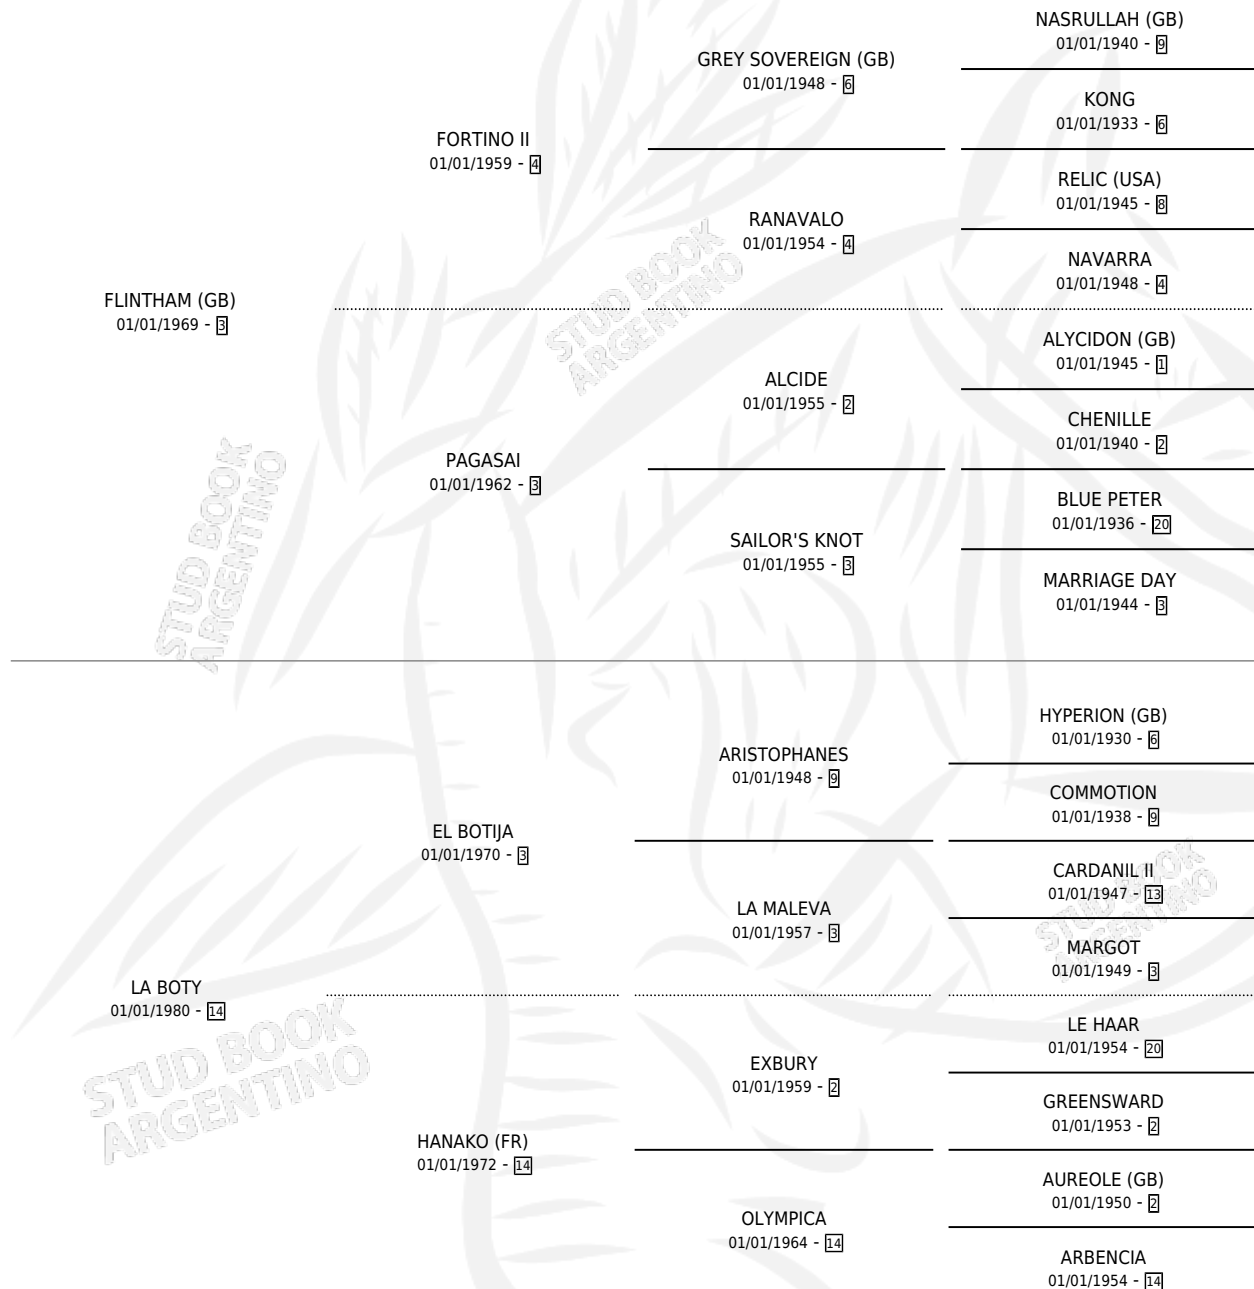 NASRULLAH (GB)
01/01/1940 - 9
GREY SOVEREIGN (GB)
01/01/1948 - 6
KONG
01/01/1933 - 6
FORTINO II
01/01/1959 - 4
RELIC (USA)
01/01/1945 - 8
RANAVALO
01/01/1954 - 4
NAVARRA
01/01/1948 - 4
FLINTHAM (GB)
01/01/1969 - 3
ALYCIDON (GB)
01/01/1945 - 1
ALCIDE
01/01/1955 - 2
CHENILLE
01/01/1940 - 2
PAGASAI
01/01/1962 - 3
BLUE PETER
01/01/1936 - 20
SAILOR'S KNOT
01/01/1955 - 3
MARRIAGE DAY
01/01/1944 - 3
HYPERION (GB)
01/01/1930 - 6
ARISTOPHANES
01/01/1948 - 9
COMMOTION
01/01/1938 - 9
EL BOTIJA
01/01/1970 - 3
CARDANIL II
01/01/1947 - 13
LA MALEVA
01/01/1957 - 3
MARGOT
01/01/1949 - 3
LA BOTY
01/01/1980 - 14
LE HAAR
01/01/1954 - 20
EXBURY
01/01/1959 - 2
GREENSWARD
01/01/1953 - 2
HANAKO (FR)
01/01/1972 - 14
AUREOLE (GB)
01/01/1950 - 2
OLYMPICA
01/01/1964 - 14
ARBENCIA
01/01/1954 - 14
STUD BOOK
ARGENTINO
STUD BOOK
ARGENTINO
STUD BOOK
ARGENTINO
STUD BOOK
ARGENTINO